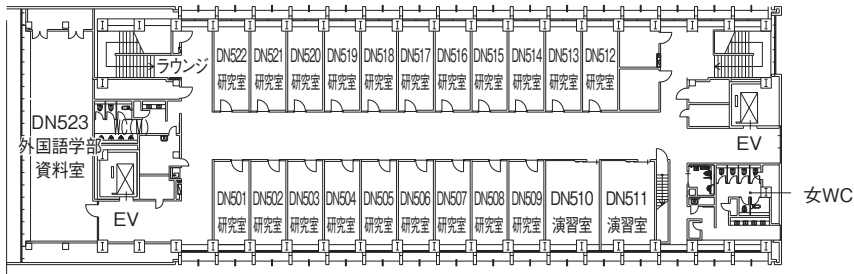 DN522
研究室
DN521
研究室
DN520
研究室
DN519
研究室
DN518
研究室
DN517
研究室
DN516
研究室
DN515
研究室
DN514
研究室
DN513
研究室
DN512
研究室
ラウンジ
DN523
外国語学部
資料室
EV
EV
DN501
研究室
DN502
研究室
DN503
研究室
DN504
研究室
DN505
研究室
DN506
研究室
DN507
研究室
DN508
研究室
DN509
研究室
DN510
演習室
DN511
演習室
女WC